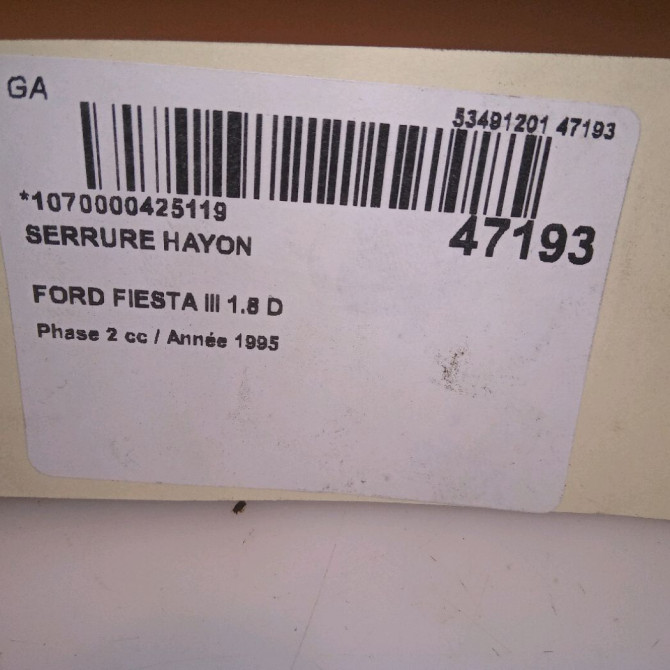 GA
53491201 47193
*1070000425119
47193
SERRURE HAYON
FORD FIESTA III 1.8 D
Phase 2 cc / Année 1995